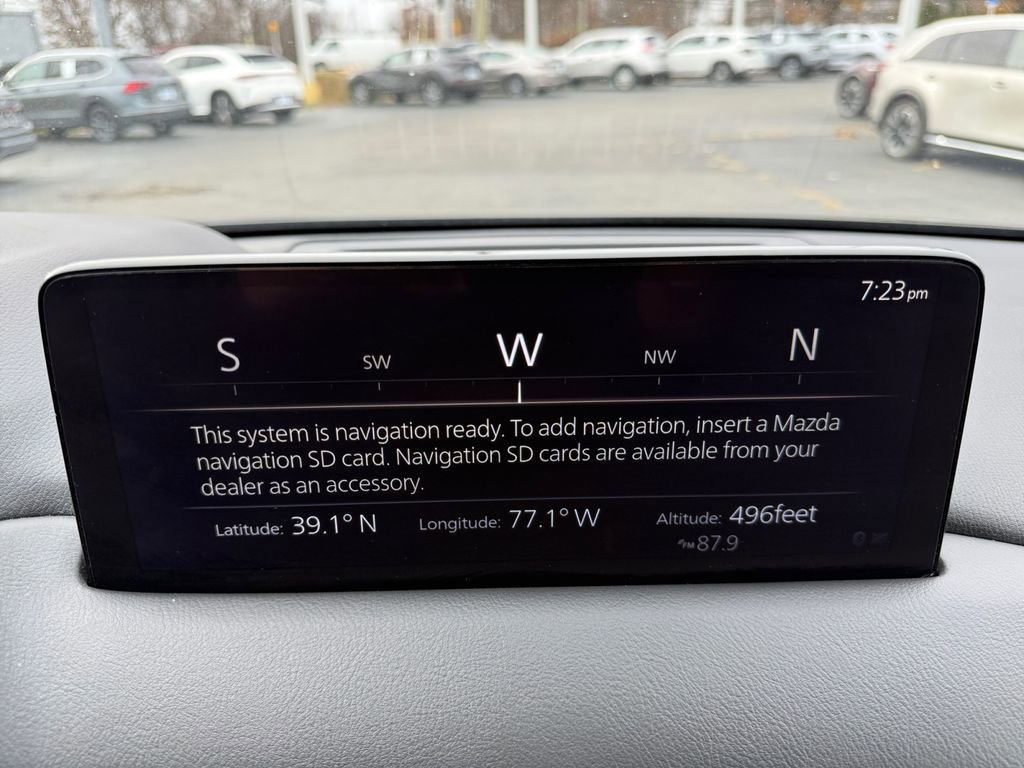 7:23pm
S SW W NW N
This system is navigation ready. To add navigation, insert a Mazda
navigation SD card. Navigation SD cards are available from your
dealer as an accessory.
Latitude: 39.1° N Longitude: 77.1° W Altitude: 496feet
FM 87.9